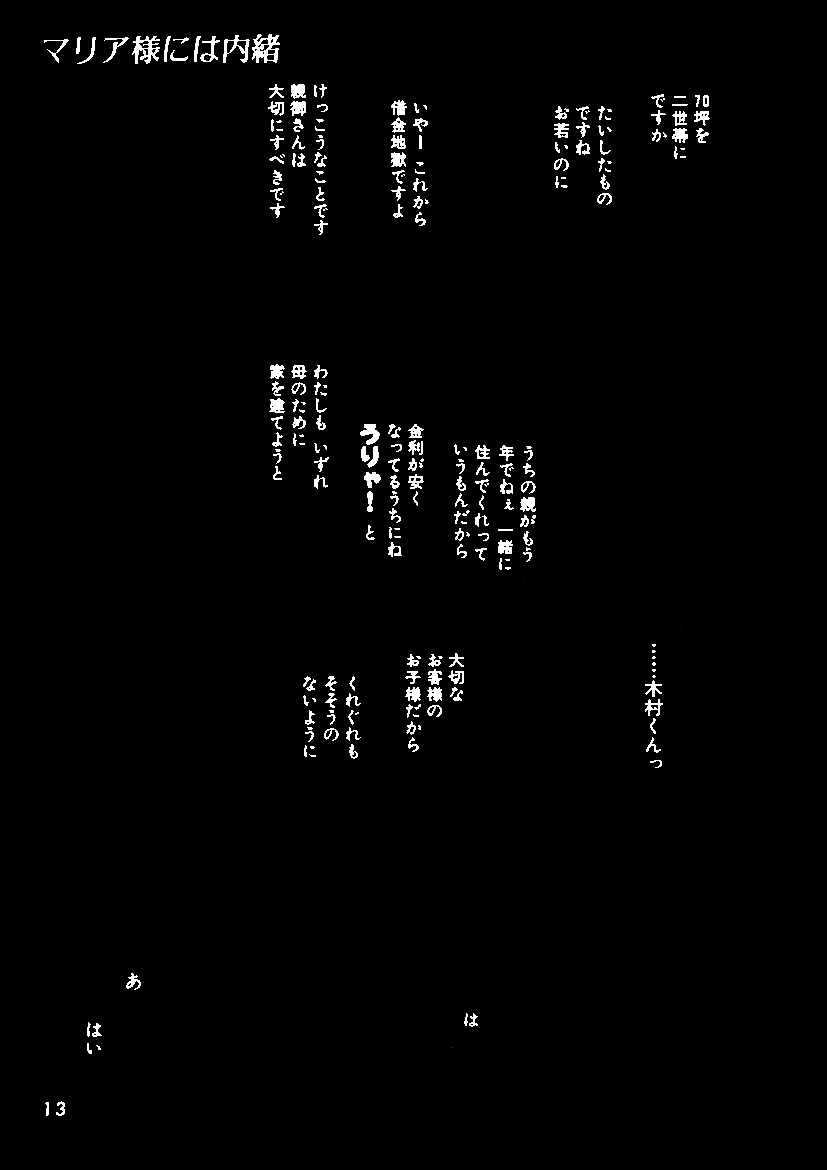 マリア様には内緒
70坪を
二世帯に
ですか
たいしたもの
ですね
お若いのに
いやー これから
借金地獄ですよ
けっこうなことです
親御さんは
大切にすべきです
うちの親がもう
年でねぇ 一緒に
住んでくれって
いうもんだから
金利が安く
なってるうちにね
うりゃ! と
わたしも いずれ
母のために
家を建てようと
……木村くんっ
大切な
お客様の
お子様だから
くれぐれも
そそうの
ないように
は
あ
はい
13